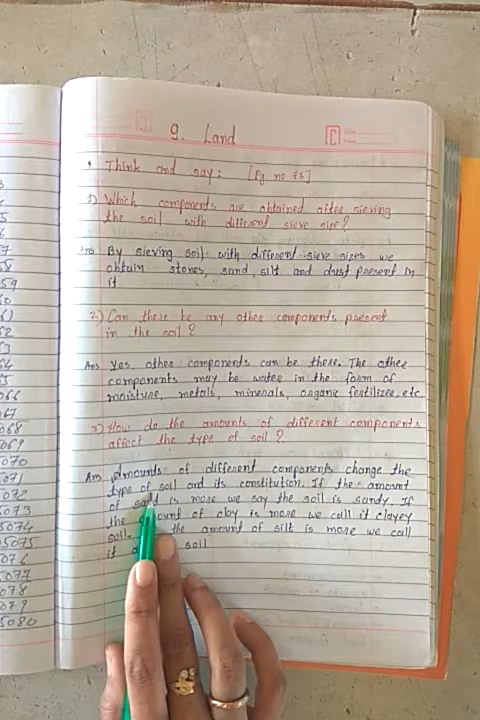 9. Land
Think and say: [Pg no 73]
1) Which components are obtained after sieving
the soil with different sieve size?
Ans By sieving soil with different sieve sizes we
obtain stones, sand, silt and dust present in
it
2.) Can there be any other components present
in the soil?
Ans Yes, other components can be there. The other
components may be water in the form of
moisture, metals, minerals, organic fertilizer etc
3) How do the amounts of different components
affect the type of soil?
Ans Amounts of different components change the
type of soil and its constitution. If the amount
of sand is more we say the soil is sandy. If
the amount of clay is more we call it clayey
soil. the amount of silt is more we call
it soil
5074
5075
5080